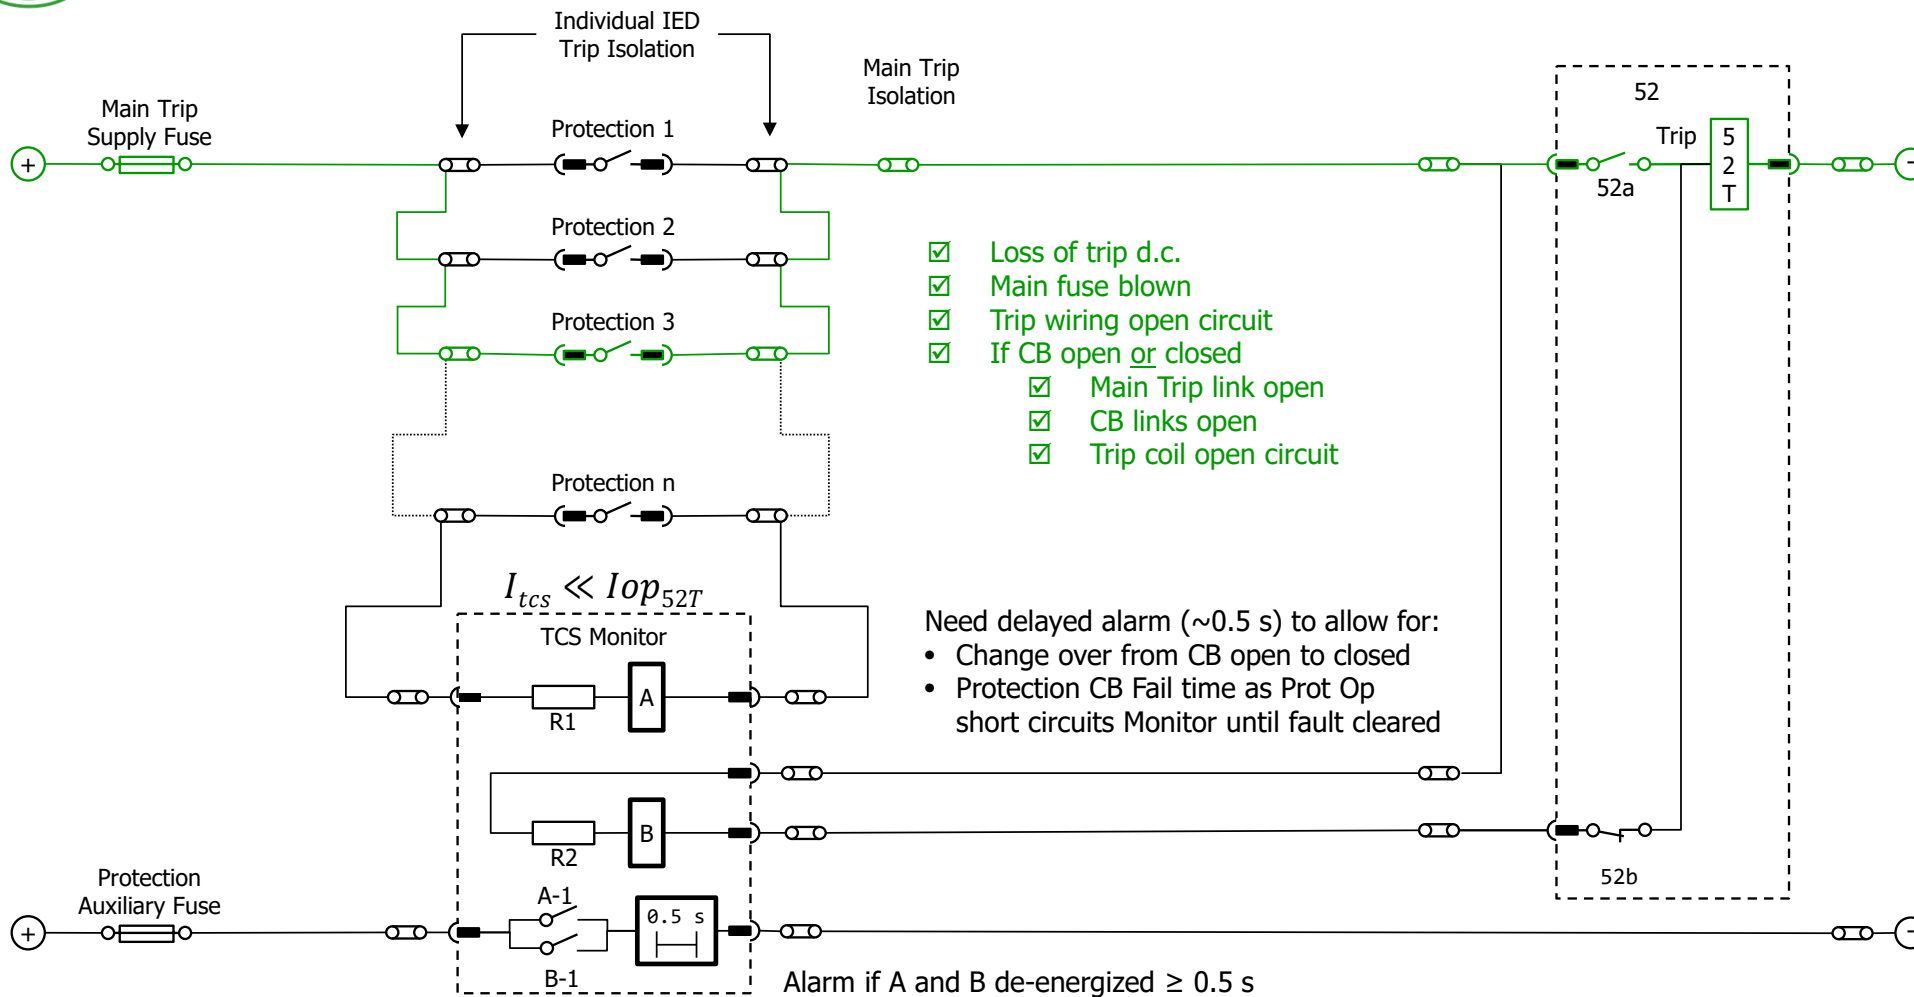 Individual IED
Trip Isolation
Main Trip
Isolation
Main Trip
Supply Fuse
52
Protection 1
Trip
5
2
T
+
-
52a
Protection 2
☑ Loss of trip d.c.
☑ Main fuse blown
Protection 3
☑ Trip wiring open circuit
☑ If CB open or closed
☑ Main Trip link open
☑ CB links open
☑ Trip coil open circuit
Protection n
I_tcs ≪ Iop_52T
TCS Monitor
Need delayed alarm (~0.5 s) to allow for:
• Change over from CB open to closed
• Protection CB Fail time as Prot Op
short circuits Monitor until fault cleared
A
R1
B
R2
52b
Protection
Auxiliary Fuse
A-1
0.5 s
+
-
B-1
Alarm if A and B de-energized ≥ 0.5 s